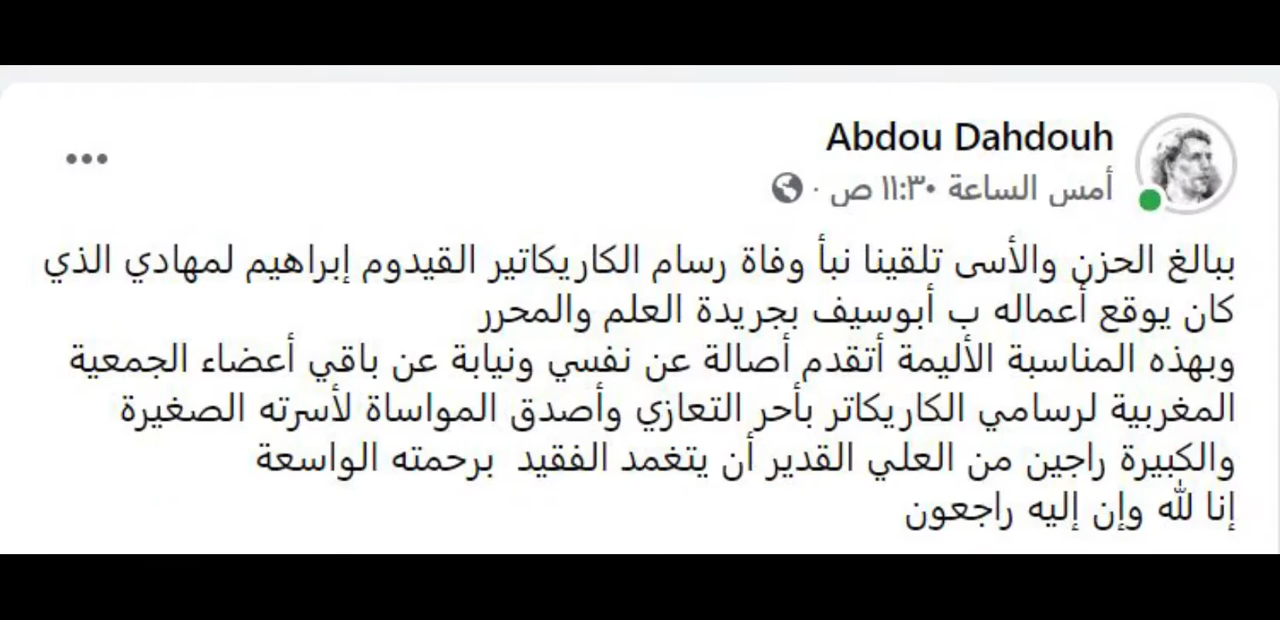 Abdou Dahdouh
أمس الساعة ١١:٣٠ ص ·
ببالغ الحزن والأسى تلقينا نبأ وفاة رسام الكاريكاتير القيدوم إبراهيم لمهادي الذي
كان يوقع أعماله ب أبوسيف بجريدة العلم والمحرر
وبهذه المناسبة الأليمة أتقدم أصالة عن نفسي ونيابة عن باقي أعضاء الجمعية
المغربية لرسامي الكاريكاتر بأحر التعازي وأصدق المواساة لأسرته الصغيرة
والكبيرة راجين من العلي القدير أن يتغمد الفقيد برحمته الواسعة
إنا لله وإن إليه راجعون